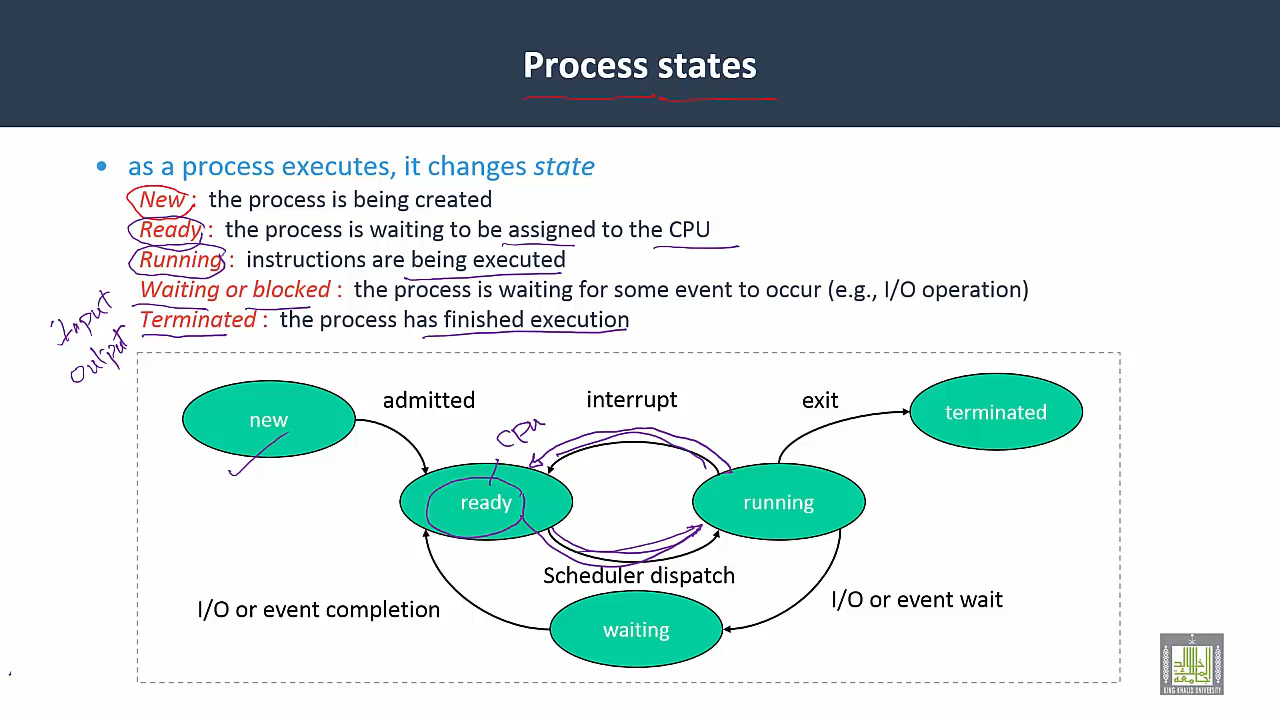 Process states
• as a process executes, it changes state
New : the process is being created
Ready : the process is waiting to be assigned to the CPU
Running : instructions are being executed
Waiting or blocked : the process is waiting for some event to occur (e.g., I/O operation)
Terminated : the process has finished execution
Input
Output
new
admitted
interrupt
exit
terminated
CPU
ready
running
Scheduler dispatch
I/O or event completion
I/O or event wait
waiting
KING KHALID UNIVERSITY